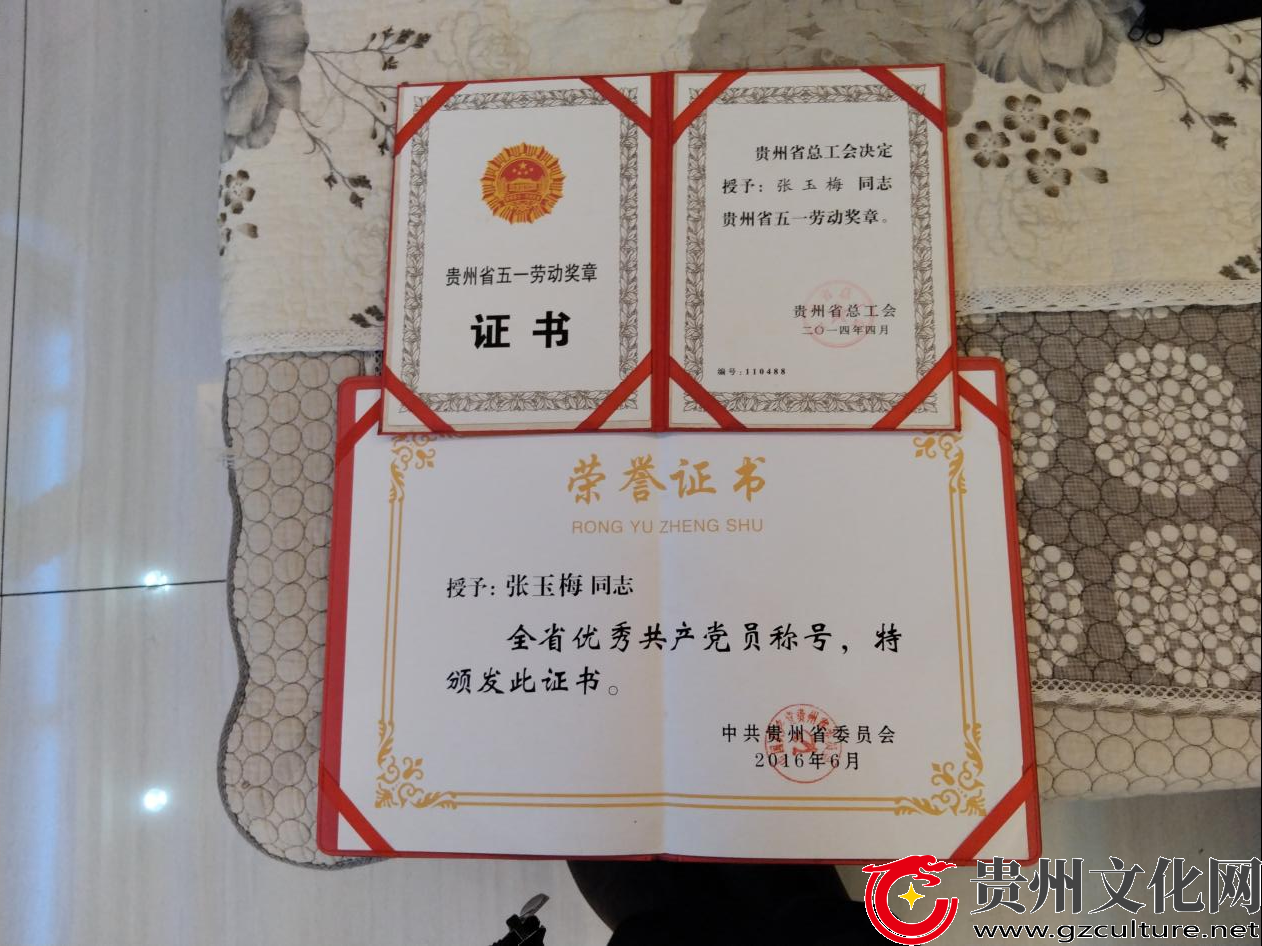 贵州省五一劳动奖章
证书
贵州省总工会决定
授予：张玉梅 同志
贵州省五一劳动奖章。
贵州省总工会
二〇一四年四月
编号：110488
荣誉证书
RONG YU ZHENG SHU
授予：张玉梅 同志
全省优秀共产党员称号，特
颁发此证书。
中共贵州省委员会
2016年6月
贵州文化网
www.gzculture.net